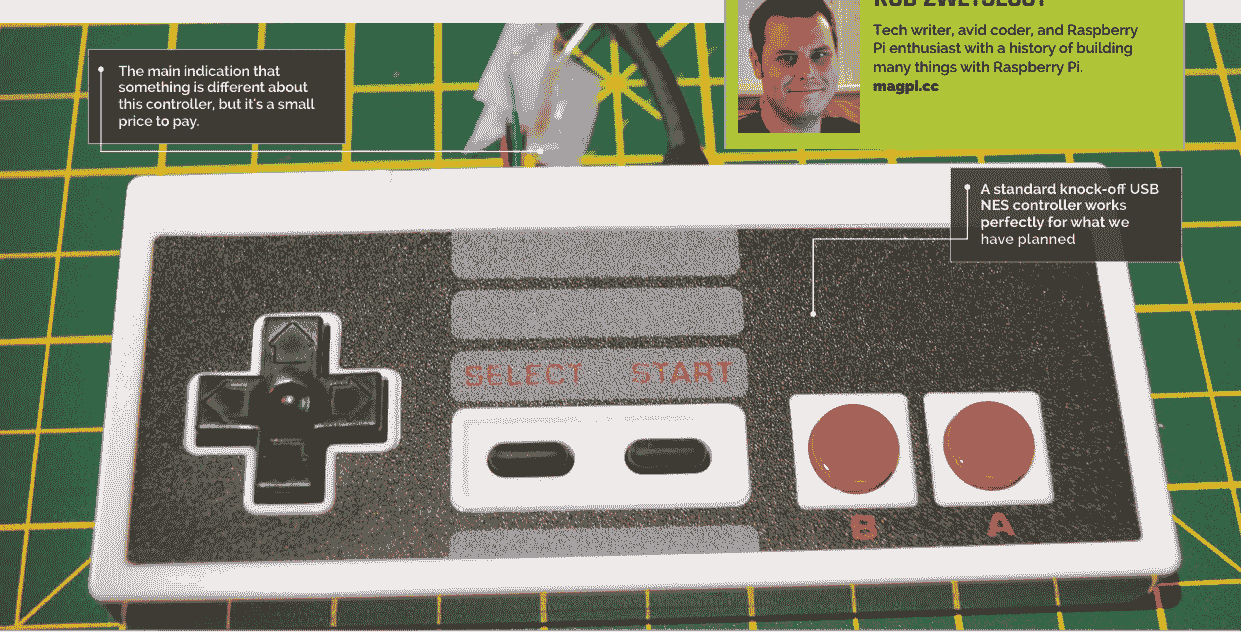 The main indication that
something is different about
this controller, but it's a small
price to pay.
Tech writer, avid coder, and Raspberry
Pi enthusiast with a history of building
many things with Raspberry Pi.
magpi.cc
A standard knock-off USB
NES controller works
perfectly for what we
have planned
SELECT START
B A